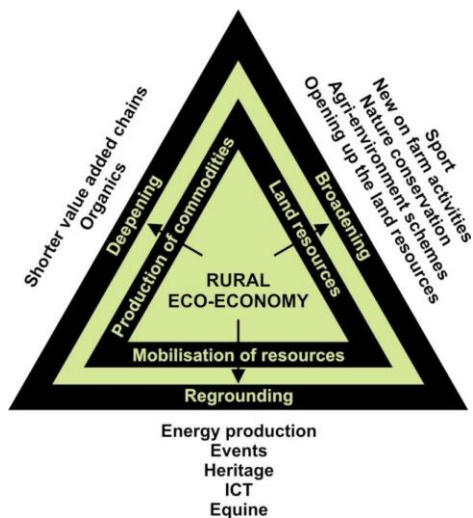 Shorter value added chains
Organics
Deepening
Production of commodities
RURAL
ECO-ECONOMY
Land resources
Broadening
Sport
New on farm activities
Nature conservation
Agri-environment schemes
Opening up the land resources
Mobilisation of resources
Regrounding
Energy production
Events
Heritage
ICT
Equine